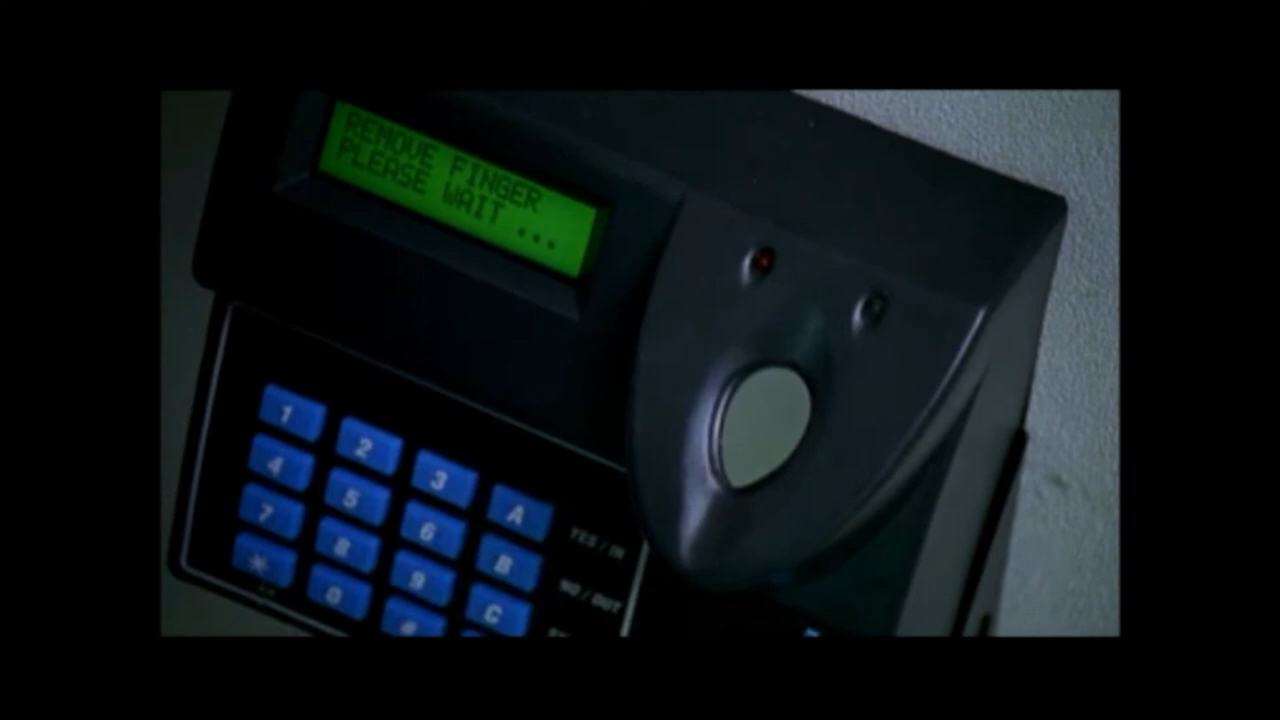 REMOVE FINGER
PLEASE WAIT ...
1 2 3 A
YES / IN
4 5 6 B
NO / OUT
7 8 9 C
* 0 #